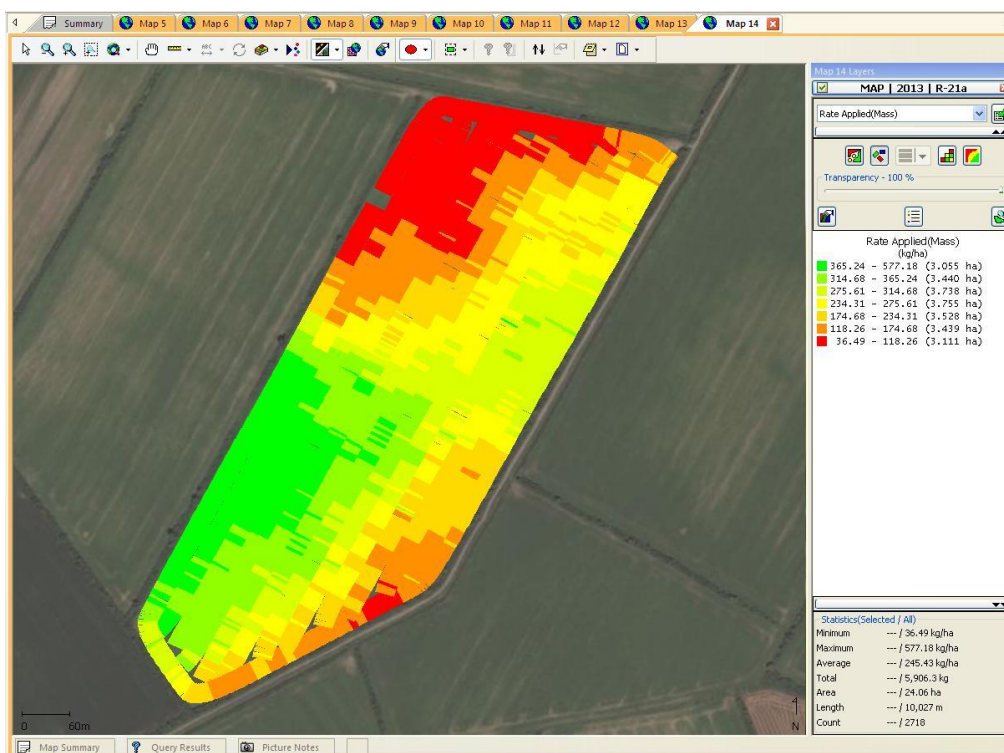 Summary Map 5 Map 6 Map 7 Map 8 Map 9 Map 10 Map 11 Map 12 Map 13 Map 14
ABC
Map 14 Layers
MAP | 2013 | R-21a
Rate Applied(Mass)
Transparency - 100 %
Rate Applied(Mass)
(kg/ha)
365.24 - 577.18 (3.055 ha)
314.68 - 365.24 (3.440 ha)
275.61 - 314.68 (3.738 ha)
234.31 - 275.61 (3.755 ha)
174.68 - 234.31 (3.528 ha)
118.26 - 174.68 (3.439 ha)
36.49 - 118.26 (3.111 ha)
Statistics(Selected / All)
Minimum --- / 36.49 kg/ha
Maximum --- / 577.18 kg/ha
Average --- / 245.43 kg/ha
Total --- / 5,906.3 kg
Area --- / 24.06 ha
Length --- / 10,027 m
Count --- / 2718
0 60m
N
Map Summary Query Results Picture Notes